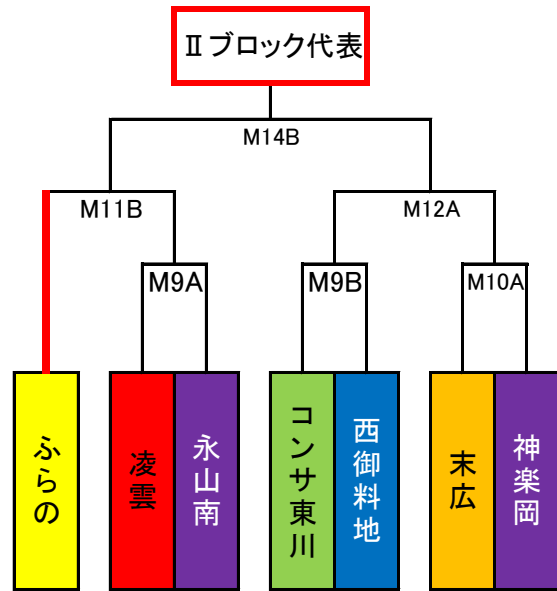 Ⅱブロック代表
M14B
M11B
M12A
M9A
M9B
M10A
ふらの
凌雲
永山南
コンサ東川
西御料地
末広
神楽岡